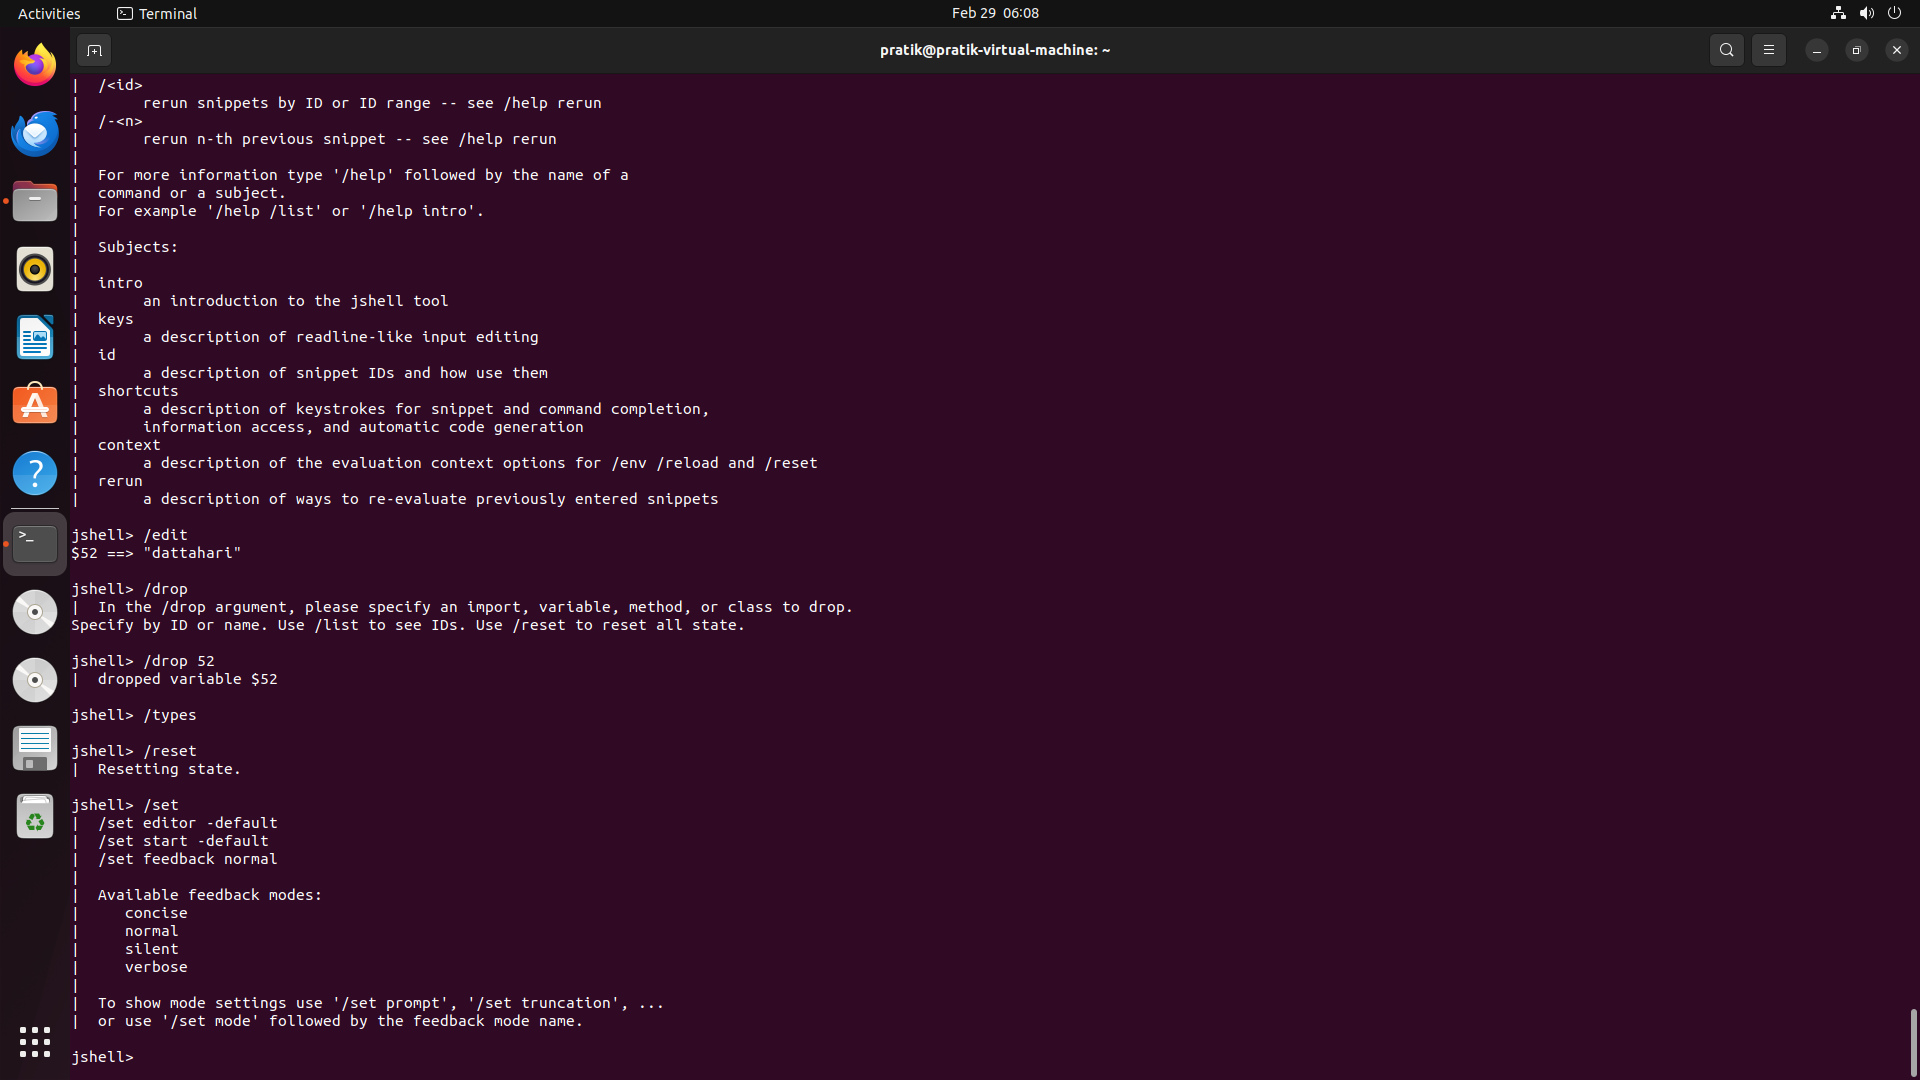 Activities
Terminal
Feb 29 06:08
pratik@pratik-virtual-machine: ~
| /<id>
| rerun snippets by ID or ID range -- see /help rerun
| /-<n>
| rerun n-th previous snippet -- see /help rerun
|
| For more information type '/help' followed by the name of a
| command or a subject.
| For example '/help /list' or '/help intro'.
|
| Subjects:
|
| intro
| an introduction to the jshell tool
| keys
| a description of readline-like input editing
| id
| a description of snippet IDs and how use them
| shortcuts
| a description of keystrokes for snippet and command completion,
| information access, and automatic code generation
| context
| a description of the evaluation context options for /env /reload and /reset
| rerun
| a description of ways to re-evaluate previously entered snippets
jshell> /edit
$52 ==> "dattahari"
jshell> /drop
| In the /drop argument, please specify an import, variable, method, or class to drop.
Specify by ID or name. Use /list to see IDs. Use /reset to reset all state.
jshell> /drop 52
| dropped variable $52
jshell> /types
jshell> /reset
| Resetting state.
jshell> /set
| /set editor -default
| /set start -default
| /set feedback normal
|
| Available feedback modes:
| concise
| normal
| silent
| verbose
|
| To show mode settings use '/set prompt', '/set truncation', ...
| or use '/set mode' followed by the feedback mode name.
jshell>